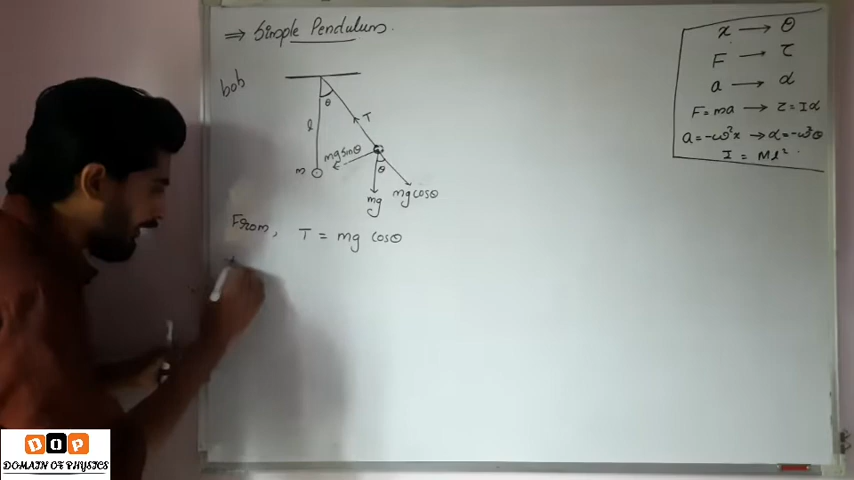 ⇒ Simple Pendulum.
bob
θ
l
T
m
mg sinθ
θ
mg
mg cosθ
From, T = mg cosθ
x → θ
F → τ
a → α
F = ma → τ = Iα
a = -ω²x → α = -ω²θ
I = Ml²
DOP
DOMAIN OF PHYSICS